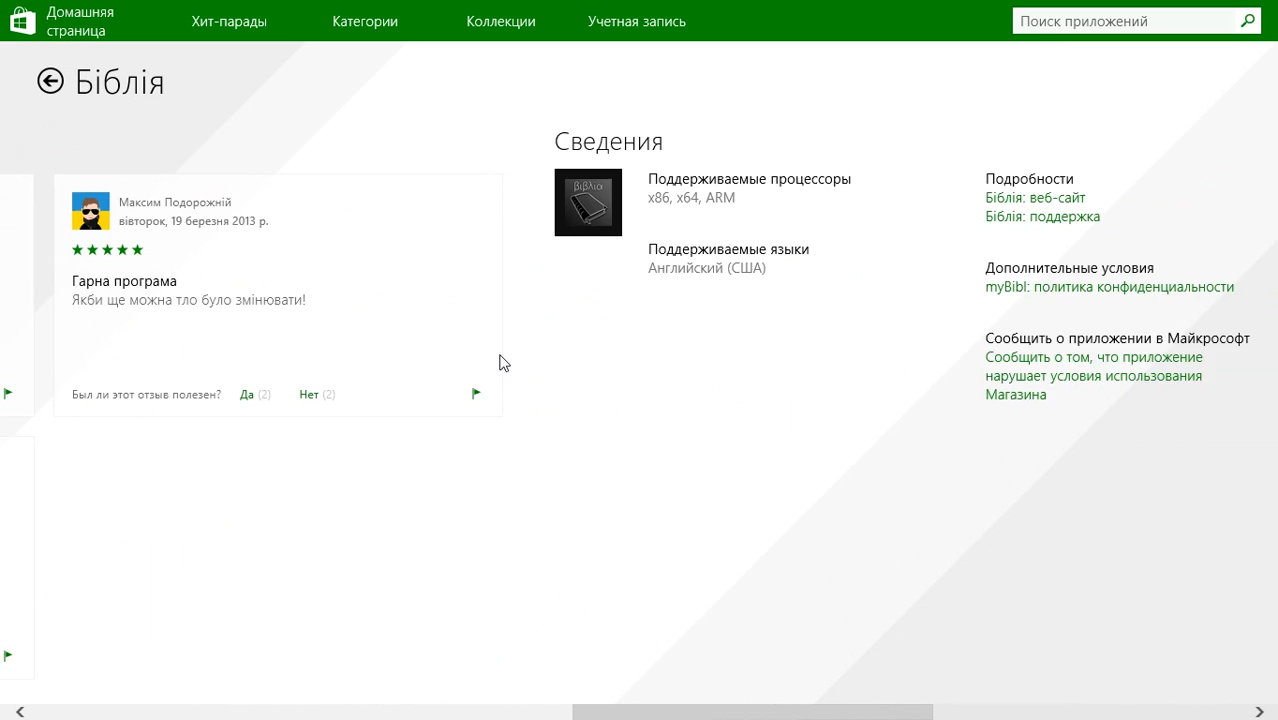 Домашняя
страница
Хит-парады
Категории
Коллекции
Учетная запись
Поиск приложений
Біблія
Максим Подорожній
вівторок, 19 березня 2013 р.
Гарна програма
Якби ще можна тло було змінювати!
Был ли этот отзыв полезен? Да (2) Нет (2)
Сведения
біблія
Поддерживаемые процессоры
x86, x64, ARM
Поддерживаемые языки
Английский (США)
Подробности
Біблія: веб-сайт
Біблія: поддержка
Дополнительные условия
myBibl: политика конфиденциальности
Сообщить о приложении в Майкрософт
Сообщить о том, что приложение
нарушает условия использования
Магазина